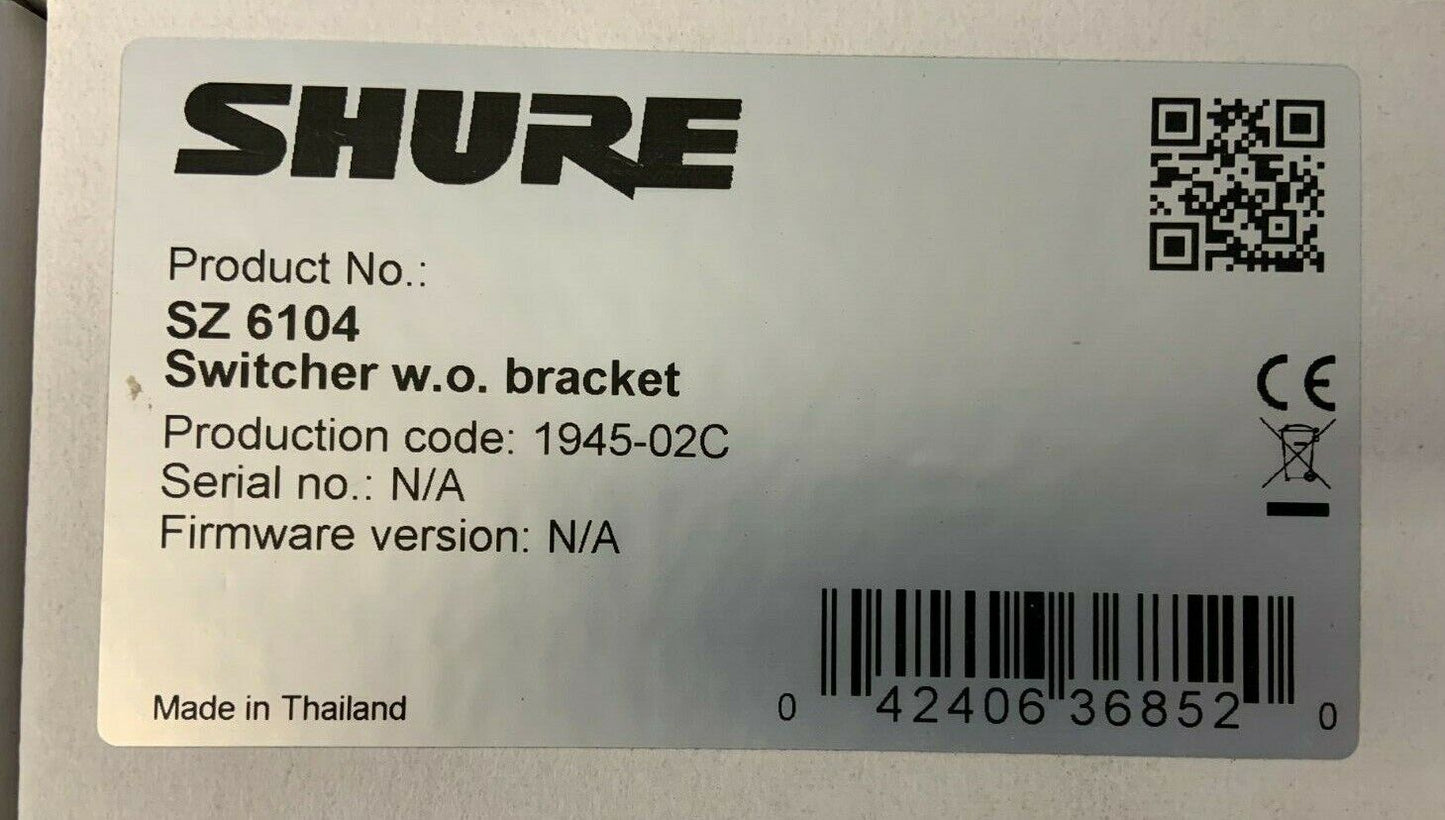 SHURE
Product No.:
SZ 6104
Switcher w.o. bracket
Production code: 1945-02C
Serial no.: N/A
Firmware version: N/A
CE
Made in Thailand
0 42406 36852 0